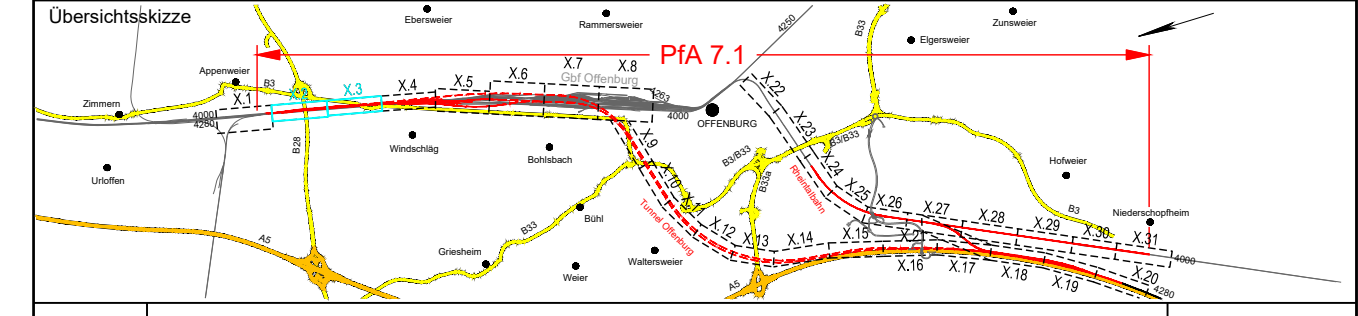 Übersichtsskizze
Ebersweier
Rammersweier
4250
B33
Zunsweier
Elgersweier
PfA 7.1
Appenweier
B3
X.1
X.2
X.3
X.4
X.5
X.6
X.7
X.8
Gbf Offenburg
4263
X.22
Zimmern
4000
4280
4000
OFFENBURG
X.23
B3/B33
B28
Windschläg
Bohlsbach
X.9
B3/B33
X.24
Hofweier
Urloffen
X.10
B33a
Rheintalbahn
X.25
X.11
X.26
X.27
X.28
X.29
B3
X.30
Niederschopfheim
X.31
Bühl
Tunnel Offenburg
X.12
X.13
X.14
X.15
X.21
B33
A5
Griesheim
Weier
Waltersweier
X.16
X.17
X.18
X.19
X.20
4000
4280
A5